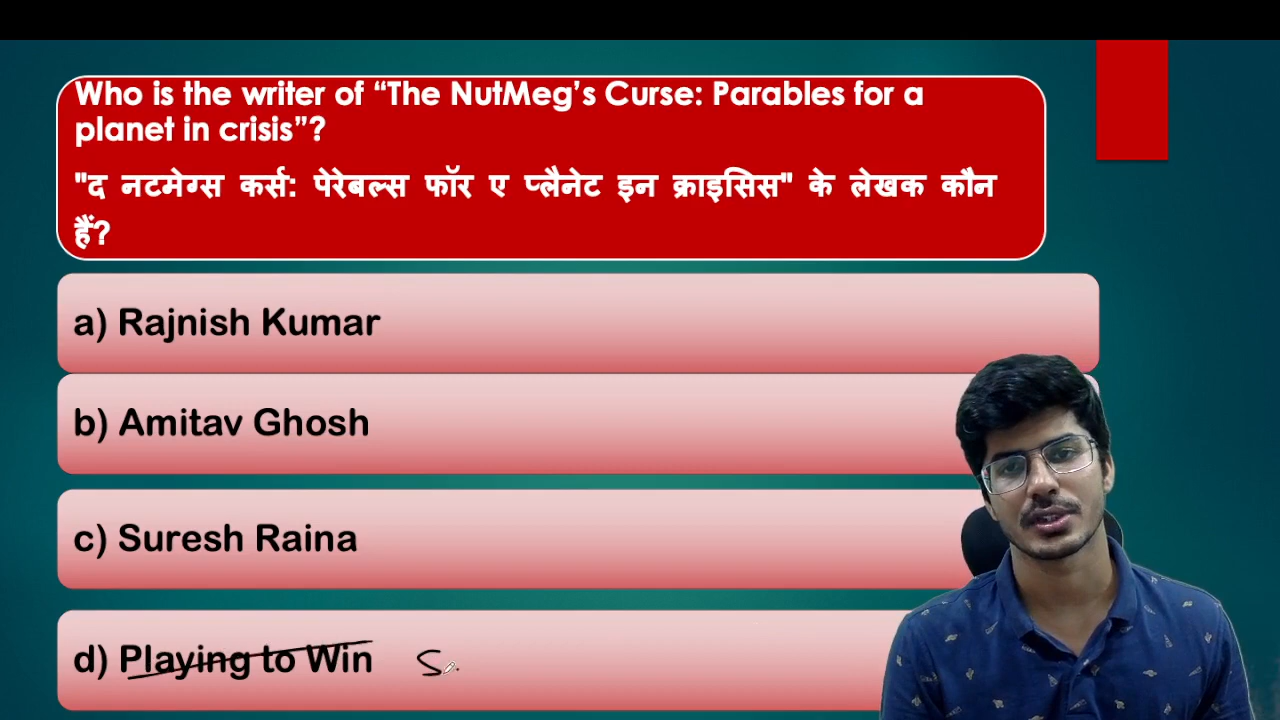 Who is the writer of “The NutMeg’s Curse: Parables for a
planet in crisis”?
"द नटमेग्स कर्स: पेरेबल्स फॉर ए प्लैनेट इन क्राइसिस" के लेखक कौन
हैं?
a) Rajnish Kumar
b) Amitav Ghosh
c) Suresh Raina
d) Playing to Win S